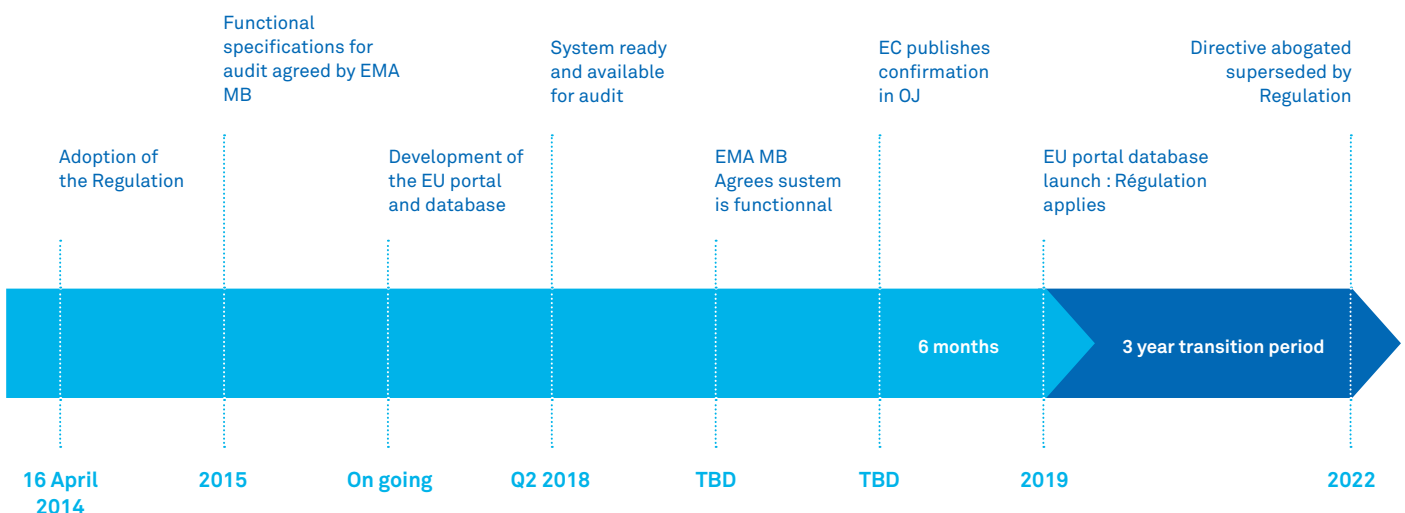 Functional
specifications for
audit agreed by EMA
MB
System ready
and available
for audit
EC publishes
confirmation
in OJ
Directive abogated
superseded by
Regulation
Adoption of
the Regulation
Development of
the EU portal
and database
EMA MB
Agrees sustem
is functionnal
EU portal database
launch : Régulation
applies
6 months
3 year transition period
16 April
2014
2015
On going
Q2 2018
TBD
TBD
2019
2022